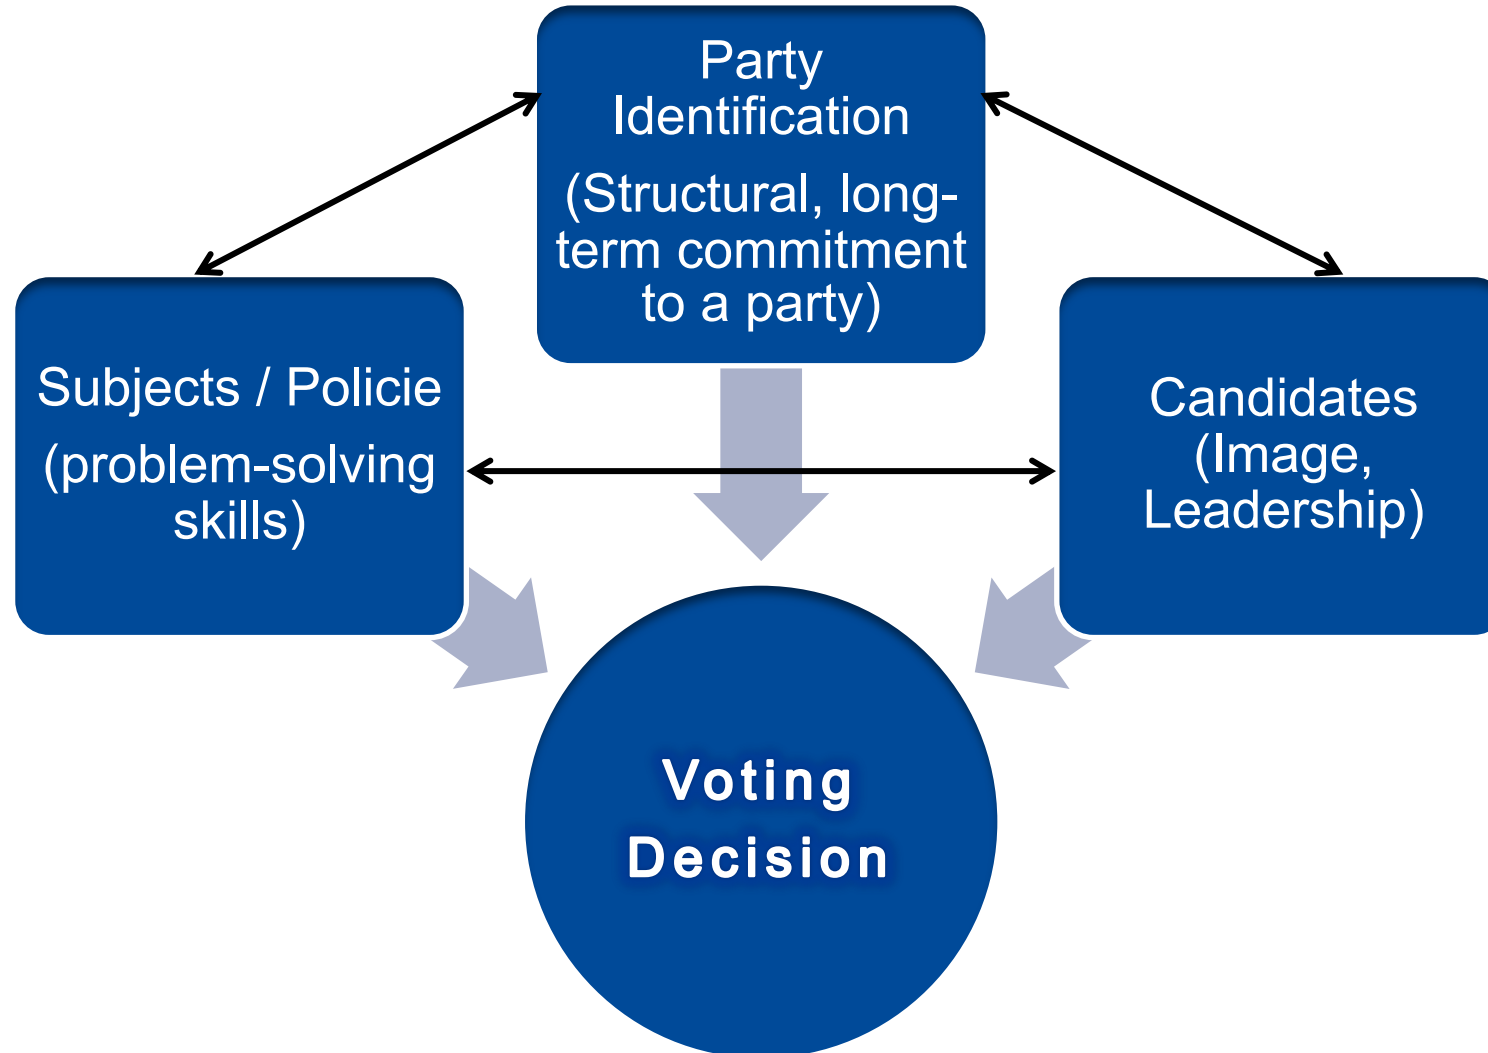 Party
Identification
(Structural, long-
term commitment
to a party)
Subjects / Policie
(problem-solving
skills)
Candidates
(Image,
Leadership)
Voting
Decision